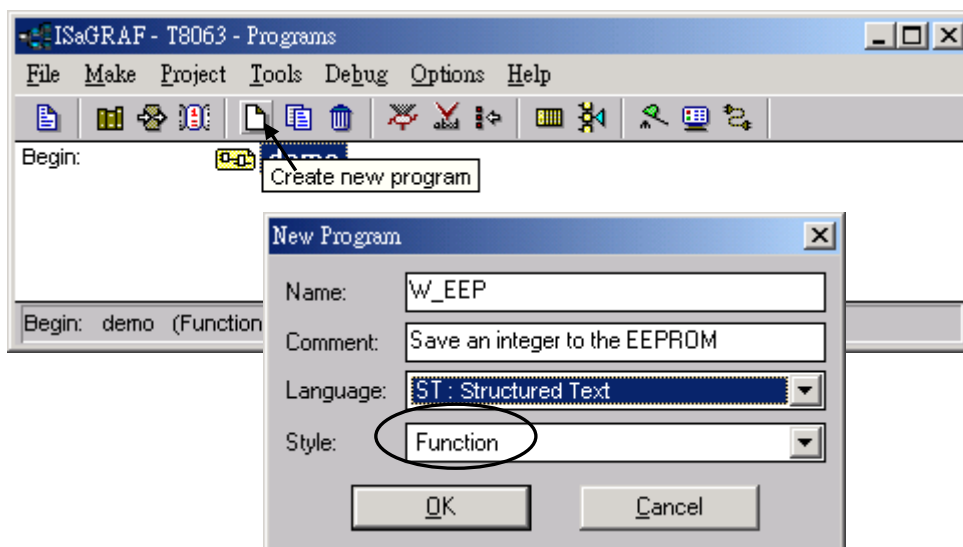 ISaGRAF - T8063 - Programs
File Make Project Tools Debug Options Help
Begin: demo
Create new program
New Program
Name: W_EEP
Comment: Save an integer to the EEPROM
Language: ST : Structured Text
Style: Function
OK Cancel
Begin: demo (Function